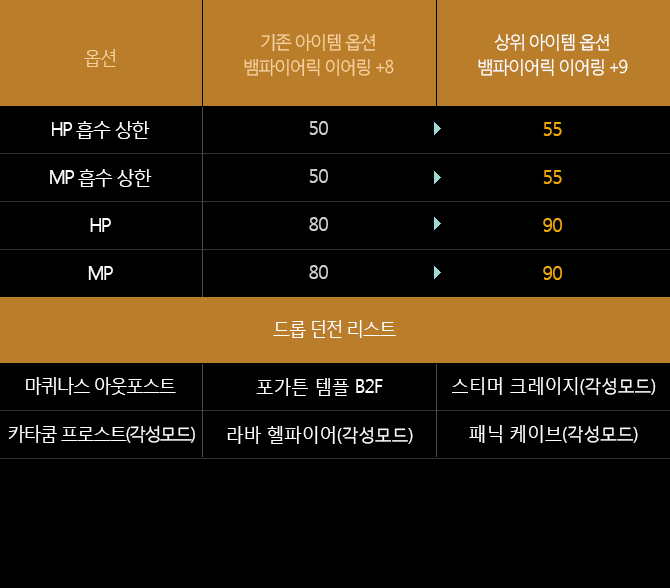 옵션
기존 아이템 옵션
뱀파이어릭 이어링 +8
상위 아이템 옵션
뱀파이어릭 이어링 +9
HP 흡수 상한 50 55
MP 흡수 상한 50 55
HP 80 90
MP 80 90
드롭 던전 리스트
마퀴나스 아웃포스트 포가튼 템플 B2F 스티머 크레이지(각성모드)
카타쿰 프로스트(각성모드) 라바 헬파이어(각성모드) 패닉 케이브(각성모드)